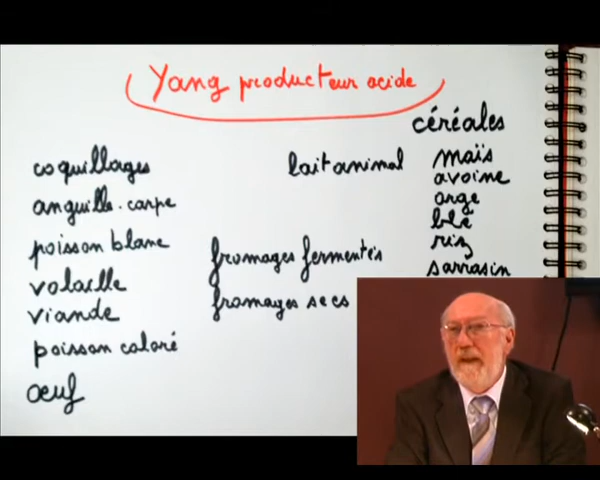 Yang producteur acide
coquillages
anguille - carpe
poisson blanc
volaille
viande
poisson coloré
œuf
lait animal
fromages fermentés
fromages secs
céréales
maïs
avoine
orge
blé
riz
sarrasin